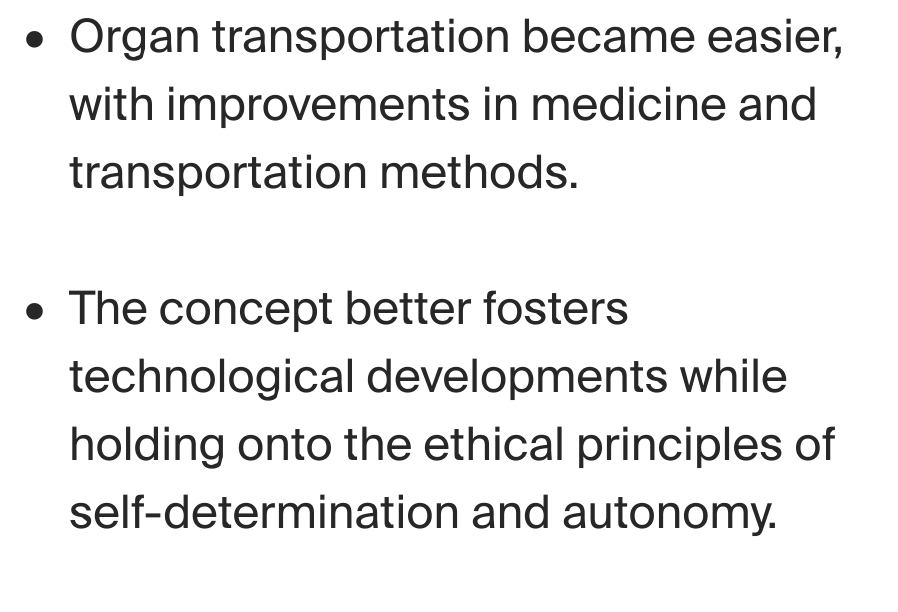 • Organ transportation became easier,
with improvements in medicine and
transportation methods.
• The concept better fosters
technological developments while
holding onto the ethical principles of
self-determination and autonomy.